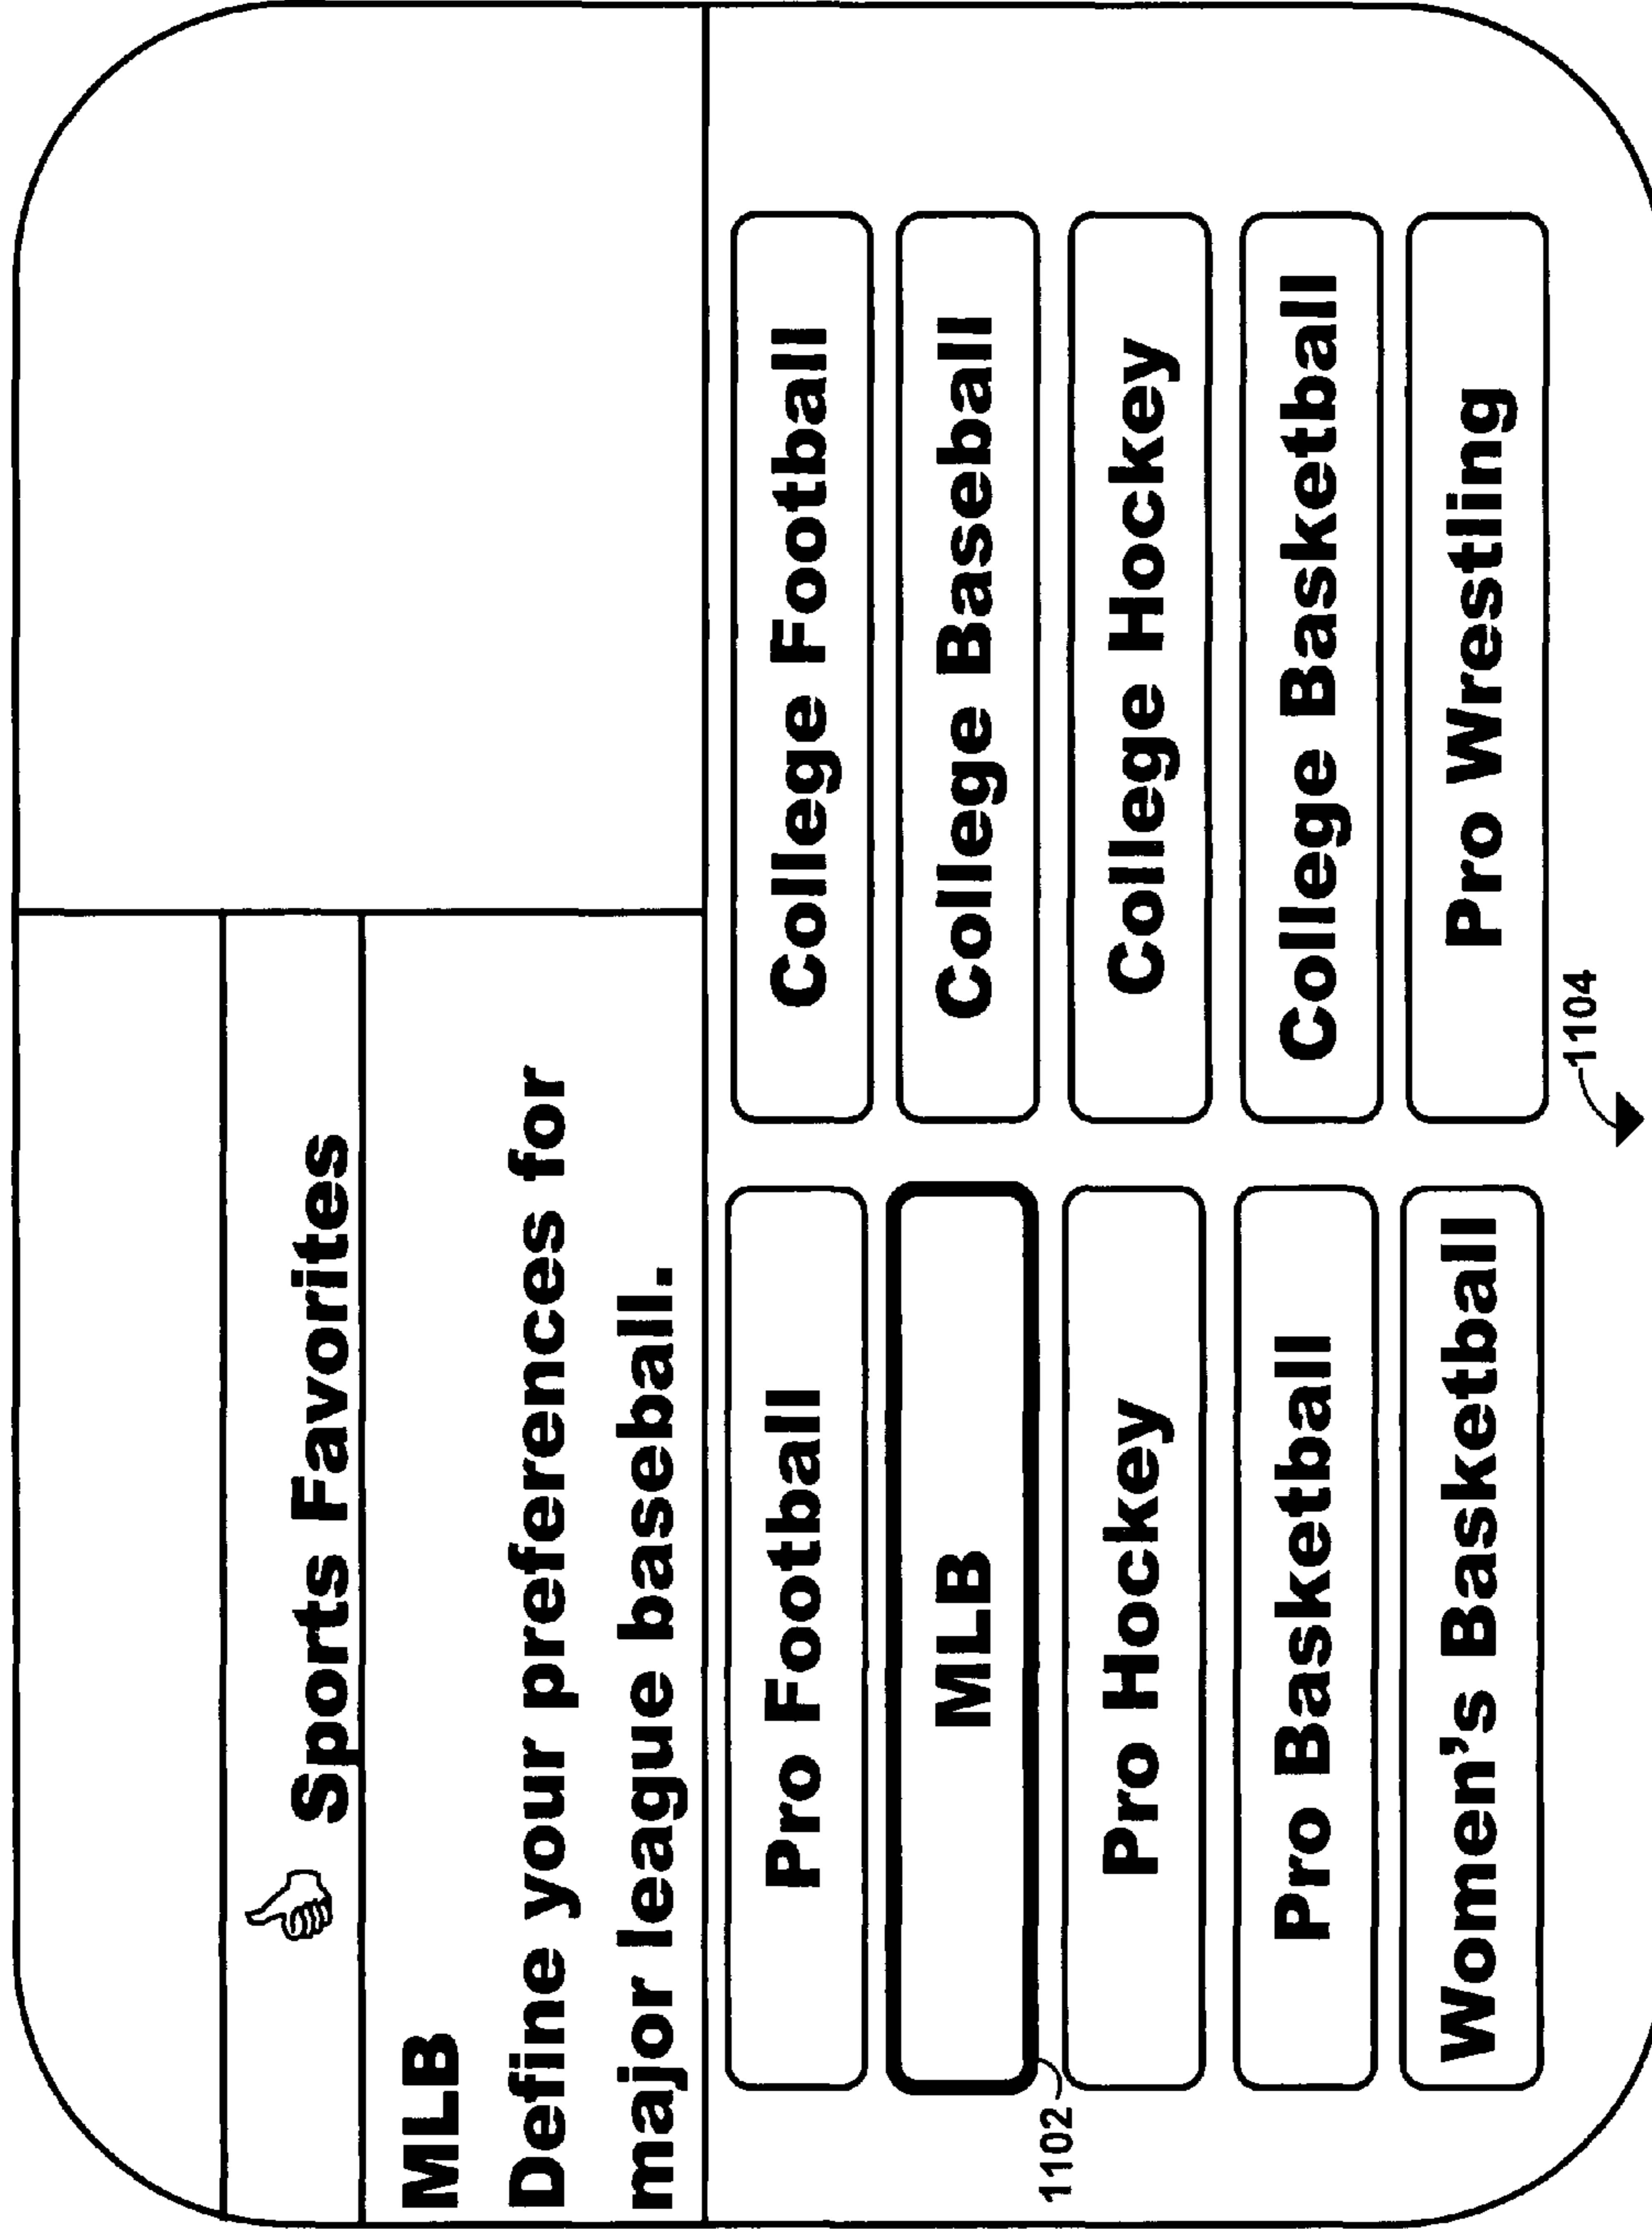 Sports Favorites
MLB
Define your preferences for
major league baseball.
Pro Football
College Football
MLB
College Baseball
1102
Pro Hockey
College Hockey
Pro Basketball
College Basketball
Women's Basketball
Pro Wrestling
1104